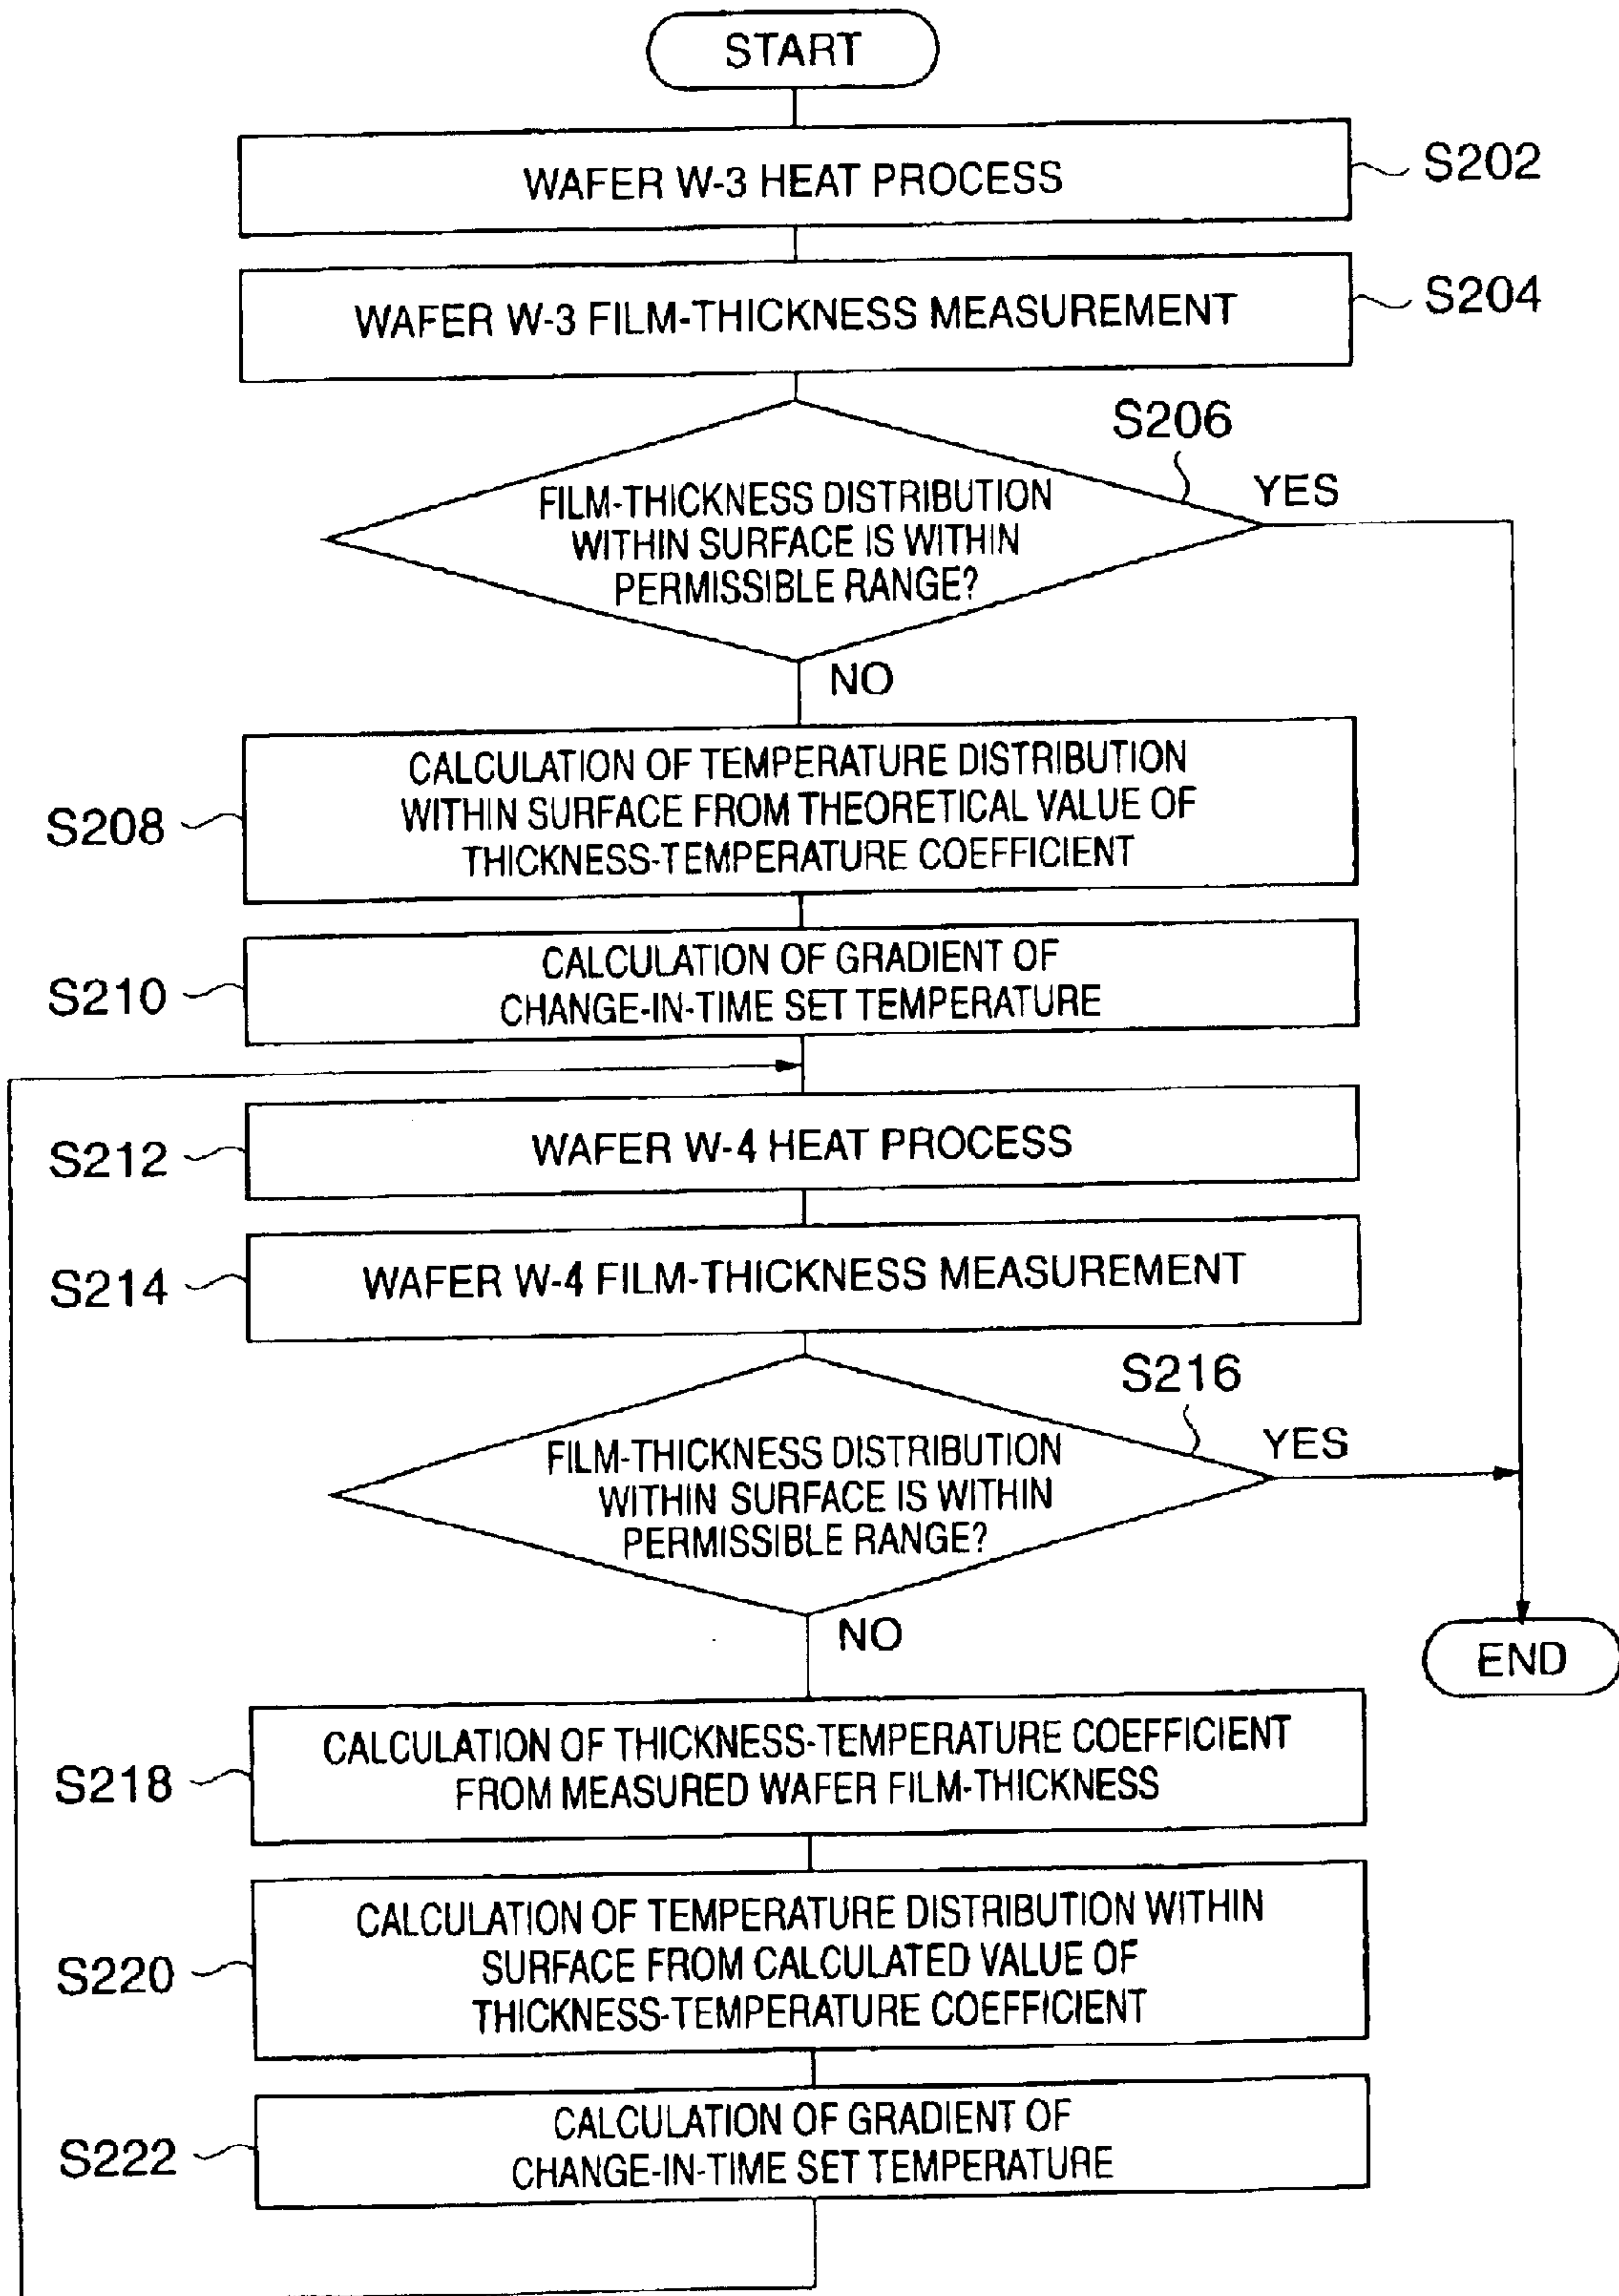 START
WAFER W-3 HEAT PROCESS
S202
WAFER W-3 FILM-THICKNESS MEASUREMENT
S204
S206
FILM-THICKNESS DISTRIBUTION
WITHIN SURFACE IS WITHIN
PERMISSIBLE RANGE?
YES
NO
S208
CALCULATION OF TEMPERATURE DISTRIBUTION
WITHIN SURFACE FROM THEORETICAL VALUE OF
THICKNESS-TEMPERATURE COEFFICIENT
S210
CALCULATION OF GRADIENT OF
CHANGE-IN-TIME SET TEMPERATURE
S212
WAFER W-4 HEAT PROCESS
S214
WAFER W-4 FILM-THICKNESS MEASUREMENT
S216
FILM-THICKNESS DISTRIBUTION
WITHIN SURFACE IS WITHIN
PERMISSIBLE RANGE?
YES
NO
END
S218
CALCULATION OF THICKNESS-TEMPERATURE COEFFICIENT
FROM MEASURED WAFER FILM-THICKNESS
S220
CALCULATION OF TEMPERATURE DISTRIBUTION WITHIN
SURFACE FROM CALCULATED VALUE OF
THICKNESS-TEMPERATURE COEFFICIENT
S222
CALCULATION OF GRADIENT OF
CHANGE-IN-TIME SET TEMPERATURE